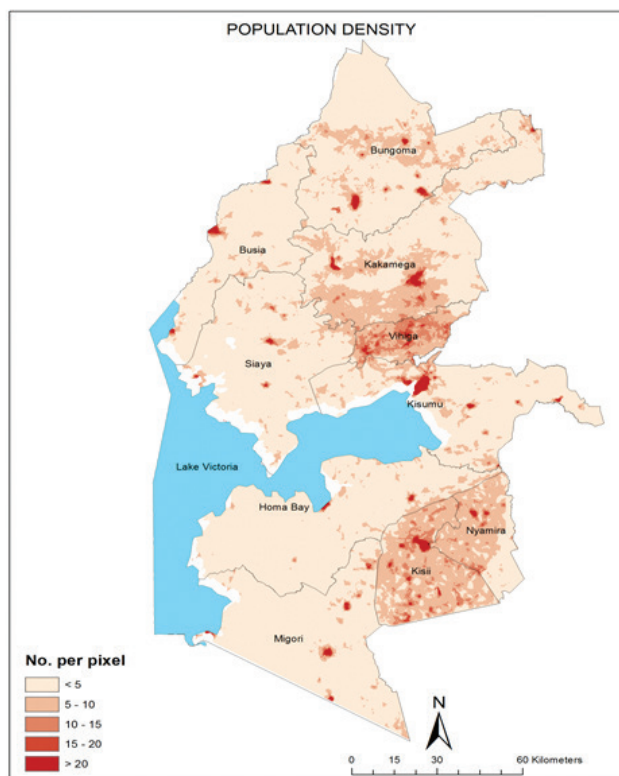 POPULATION DENSITY
Bungoma
Busia
Kakamega
Vihiga
Siaya
Kisumu
Lake Victoria
Homa Bay
Nyamira
Kisii
Migori
No. per pixel
< 5
5 - 10
10 - 15
15 - 20
> 20
N
0 15 30 60 Kilometers